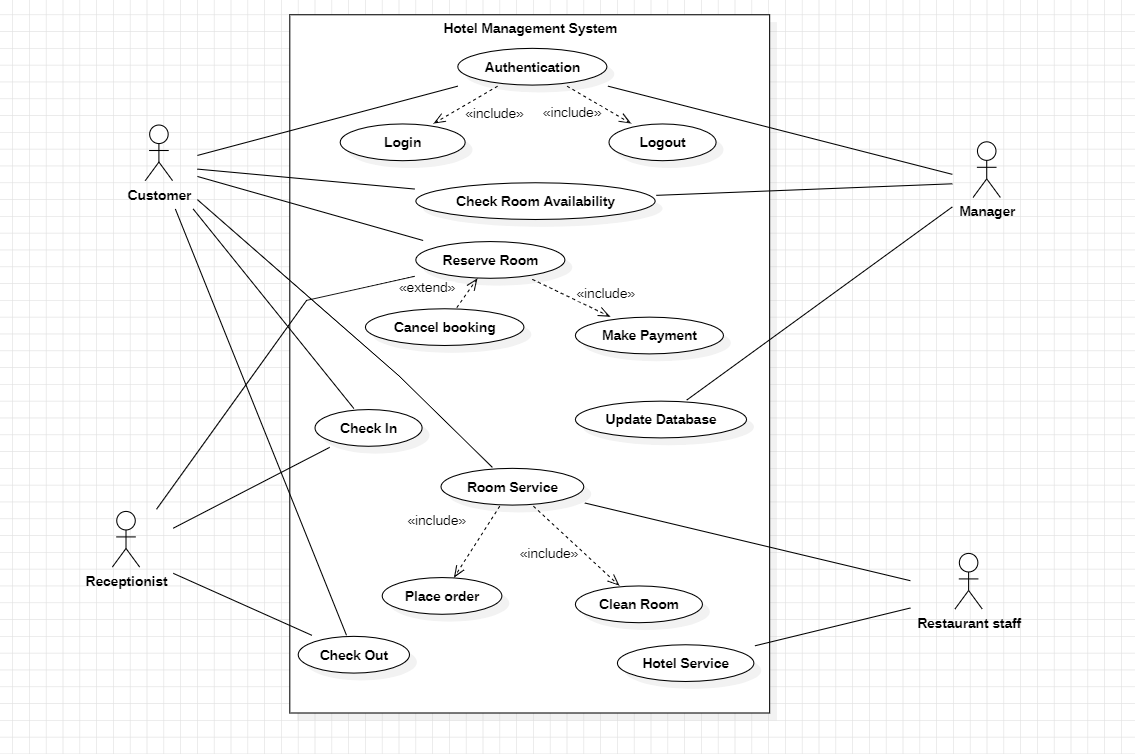 Hotel Management System
Authentication
«include»
«include»
Login
Logout
Customer
Manager
Check Room Availability
Reserve Room
«extend»
«include»
Cancel booking
Make Payment
Check In
Update Database
Room Service
«include»
«include»
Receptionist
Place order
Clean Room
Restaurant staff
Check Out
Hotel Service